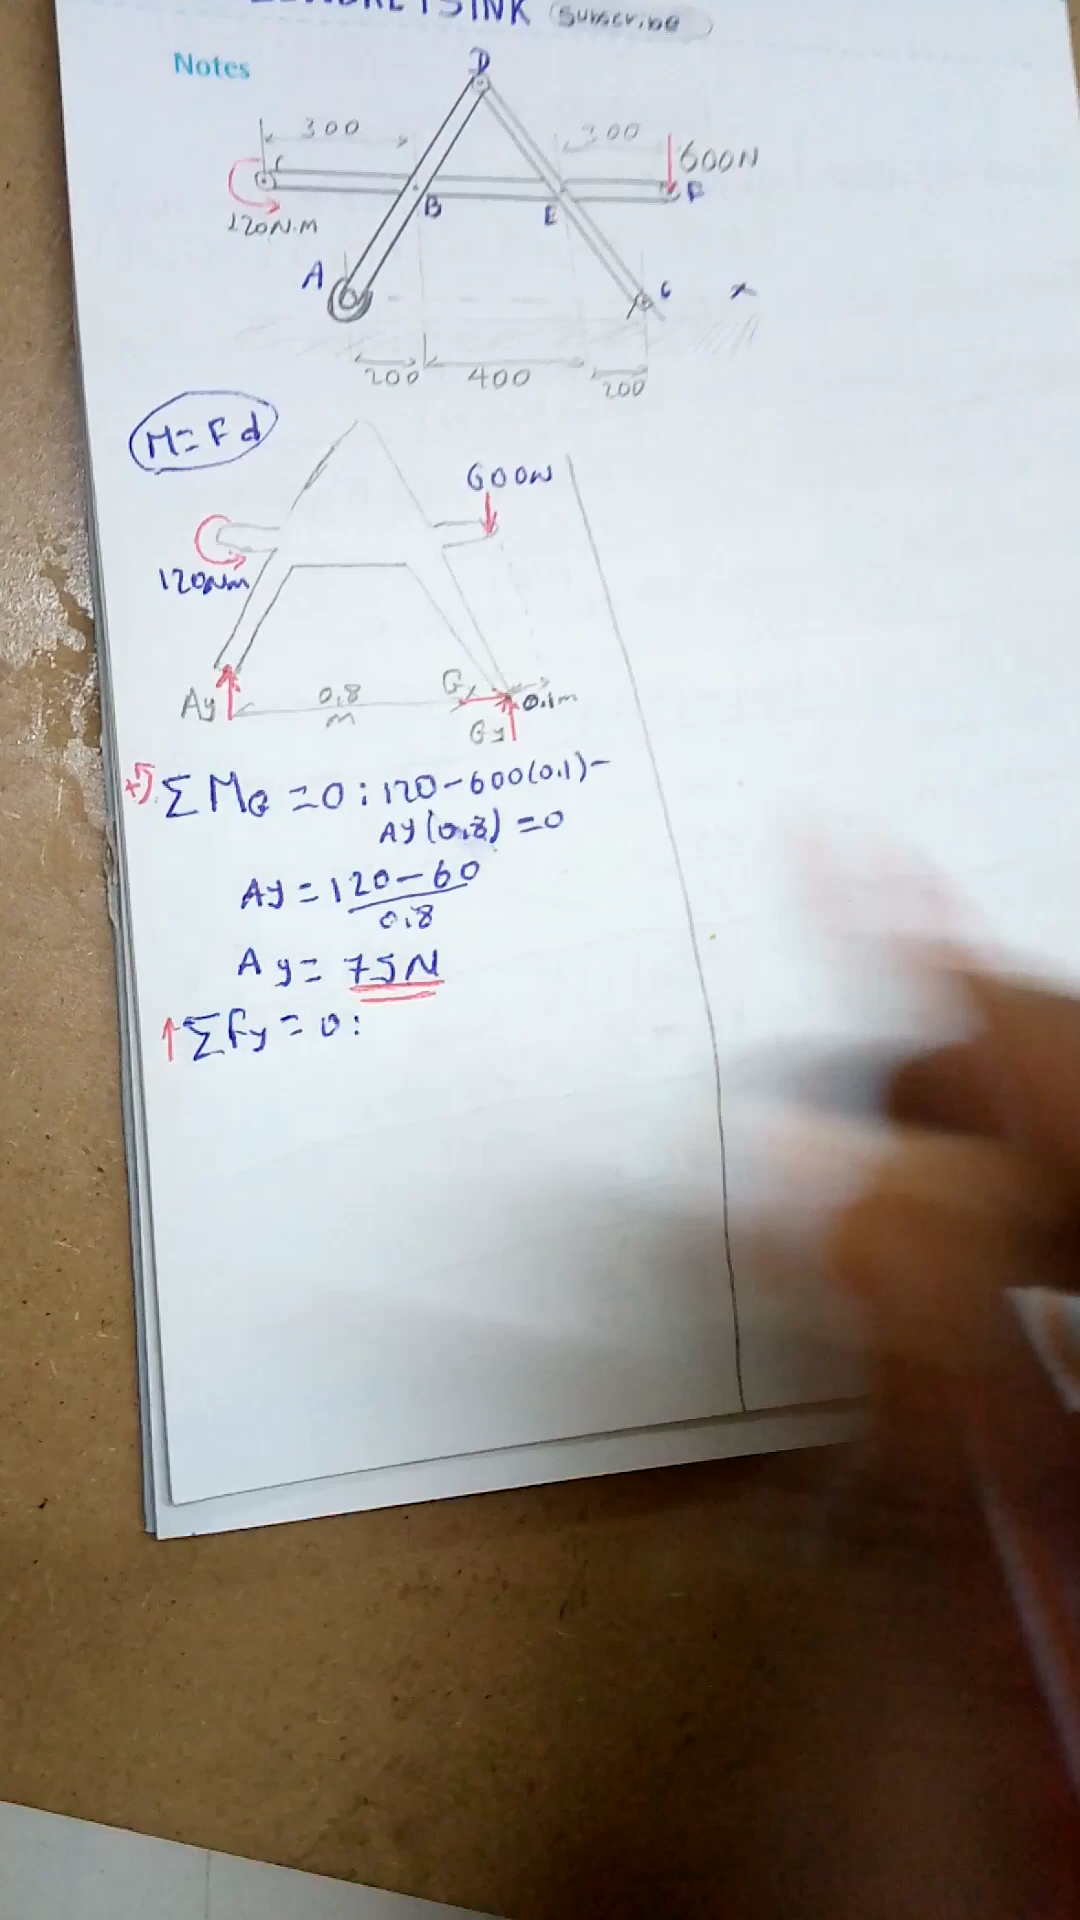 (Subscribe)
Notes
D
300
300
600N
C
F
120N.M
B
E
A
G
x
200
400
200
M=Fd
600N
120Nm
Ay
0.8
m
Gx
0.1m
Gy
+ ΣMG = 0 : 120-600(0.1)-
Ay(0.8) = 0
Ay = 120-60
0.8
Ay = 75N
↑ΣFy = 0 :